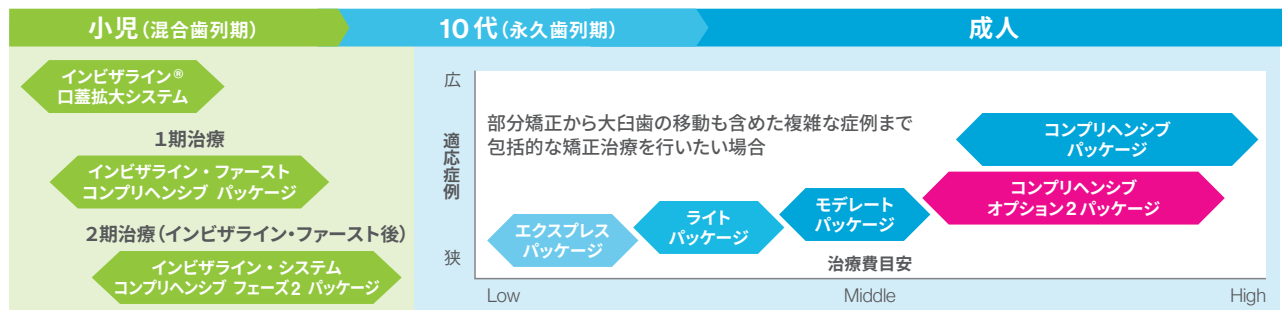 小児（混合歯列期）
10代（永久歯列期）
成人
インビザライン®
口蓋拡大システム
1期治療
インビザライン・ファースト
コンプリヘンシブ パッケージ
2期治療（インビザライン・ファースト後）
インビザライン・システム
コンプリヘンシブ フェーズ2 パッケージ
広
適応症例
狭
部分矯正から大臼歯の移動も含めた複雑な症例まで
包括的な矯正治療を行いたい場合
コンプリヘンシブ
パッケージ
コンプリヘンシブ
オプション2パッケージ
モデレート
パッケージ
ライト
パッケージ
エクスプレス
パッケージ
治療費目安
Low
Middle
High